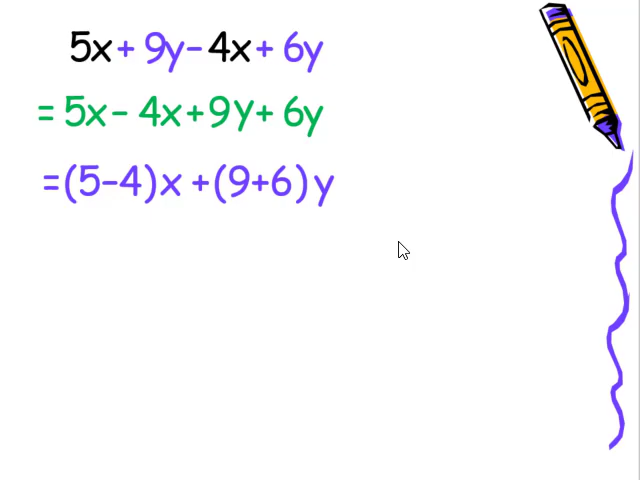 5x + 9y - 4x + 6y
= 5x - 4x + 9y + 6y
= (5-4)x + (9+6)y